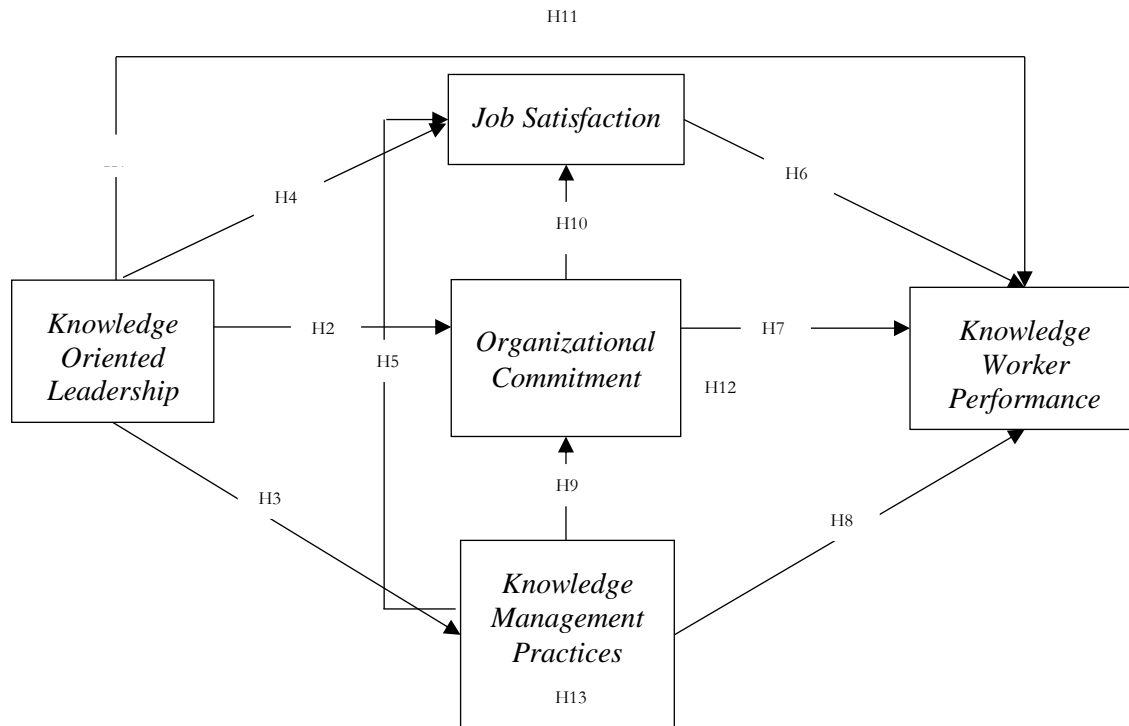 H11
Job Satisfaction
H6
H4
H10
Knowledge
Oriented
Leadership
H2
H5
Organizational
Commitment
H7
H12
Knowledge
Worker
Performance
H3
H9
H8
Knowledge
Management
Practices
H13